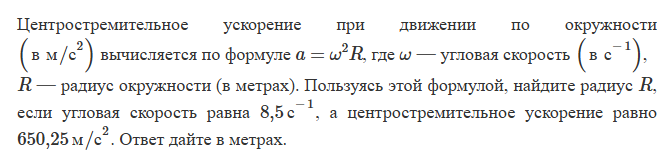 Центростремительное ускорение при движении по окружности
(в м/с²) вычисляется по формуле a = ω²R, где ω — угловая скорость (в с⁻¹),
R — радиус окружности (в метрах). Пользуясь этой формулой, найдите радиус R,
если угловая скорость равна 8,5 с⁻¹, а центростремительное ускорение равно
650,25 м/с². Ответ дайте в метрах.